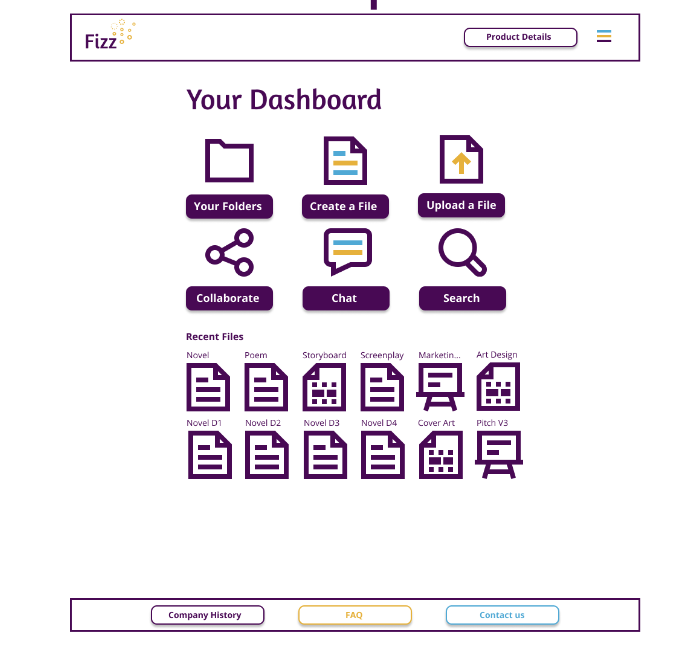 Fizz
Product Details
Your Dashboard
Your Folders
Create a File
Upload a File
Collaborate
Chat
Search
Recent Files
Novel
Poem
Storyboard
Screenplay
Marketin...
Art Design
Novel D1
Novel D2
Novel D3
Novel D4
Cover Art
Pitch V3
Company History
FAQ
Contact us